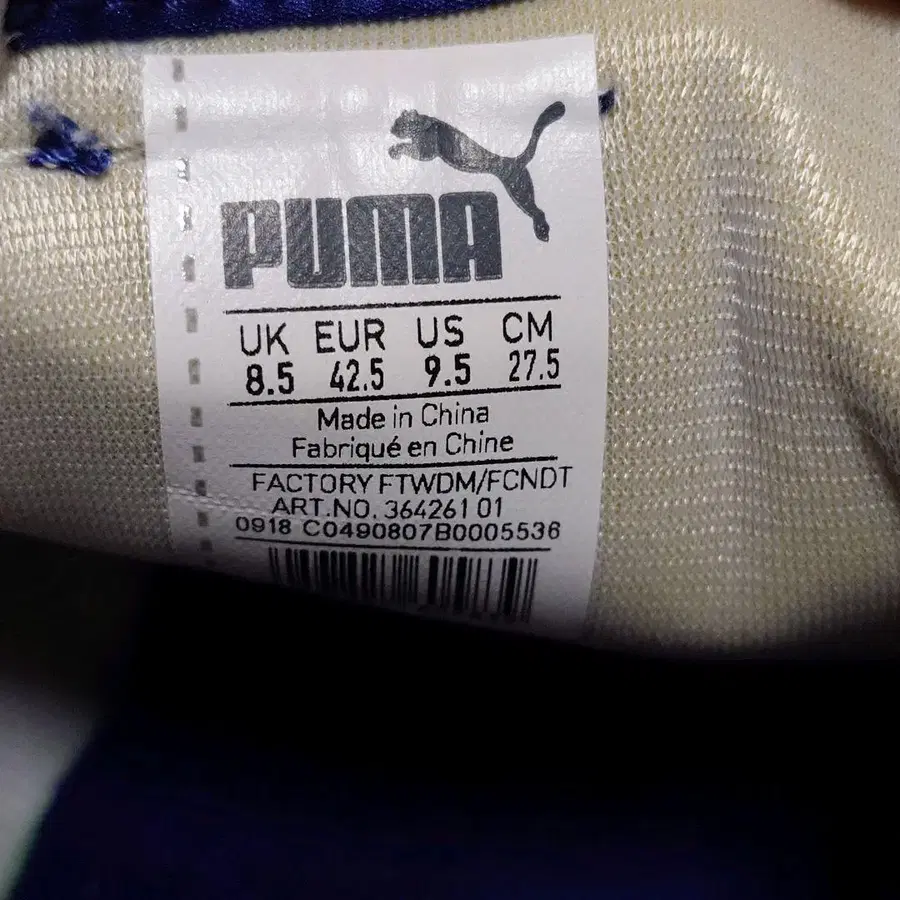 PUMA
UK EUR US CM
8.5 42.5 9.5 27.5
Made in China
Fabriqué en Chine
FACTORY FTWDM/FCNDT
ART.NO. 364261 01
0918 C0490807B0005536